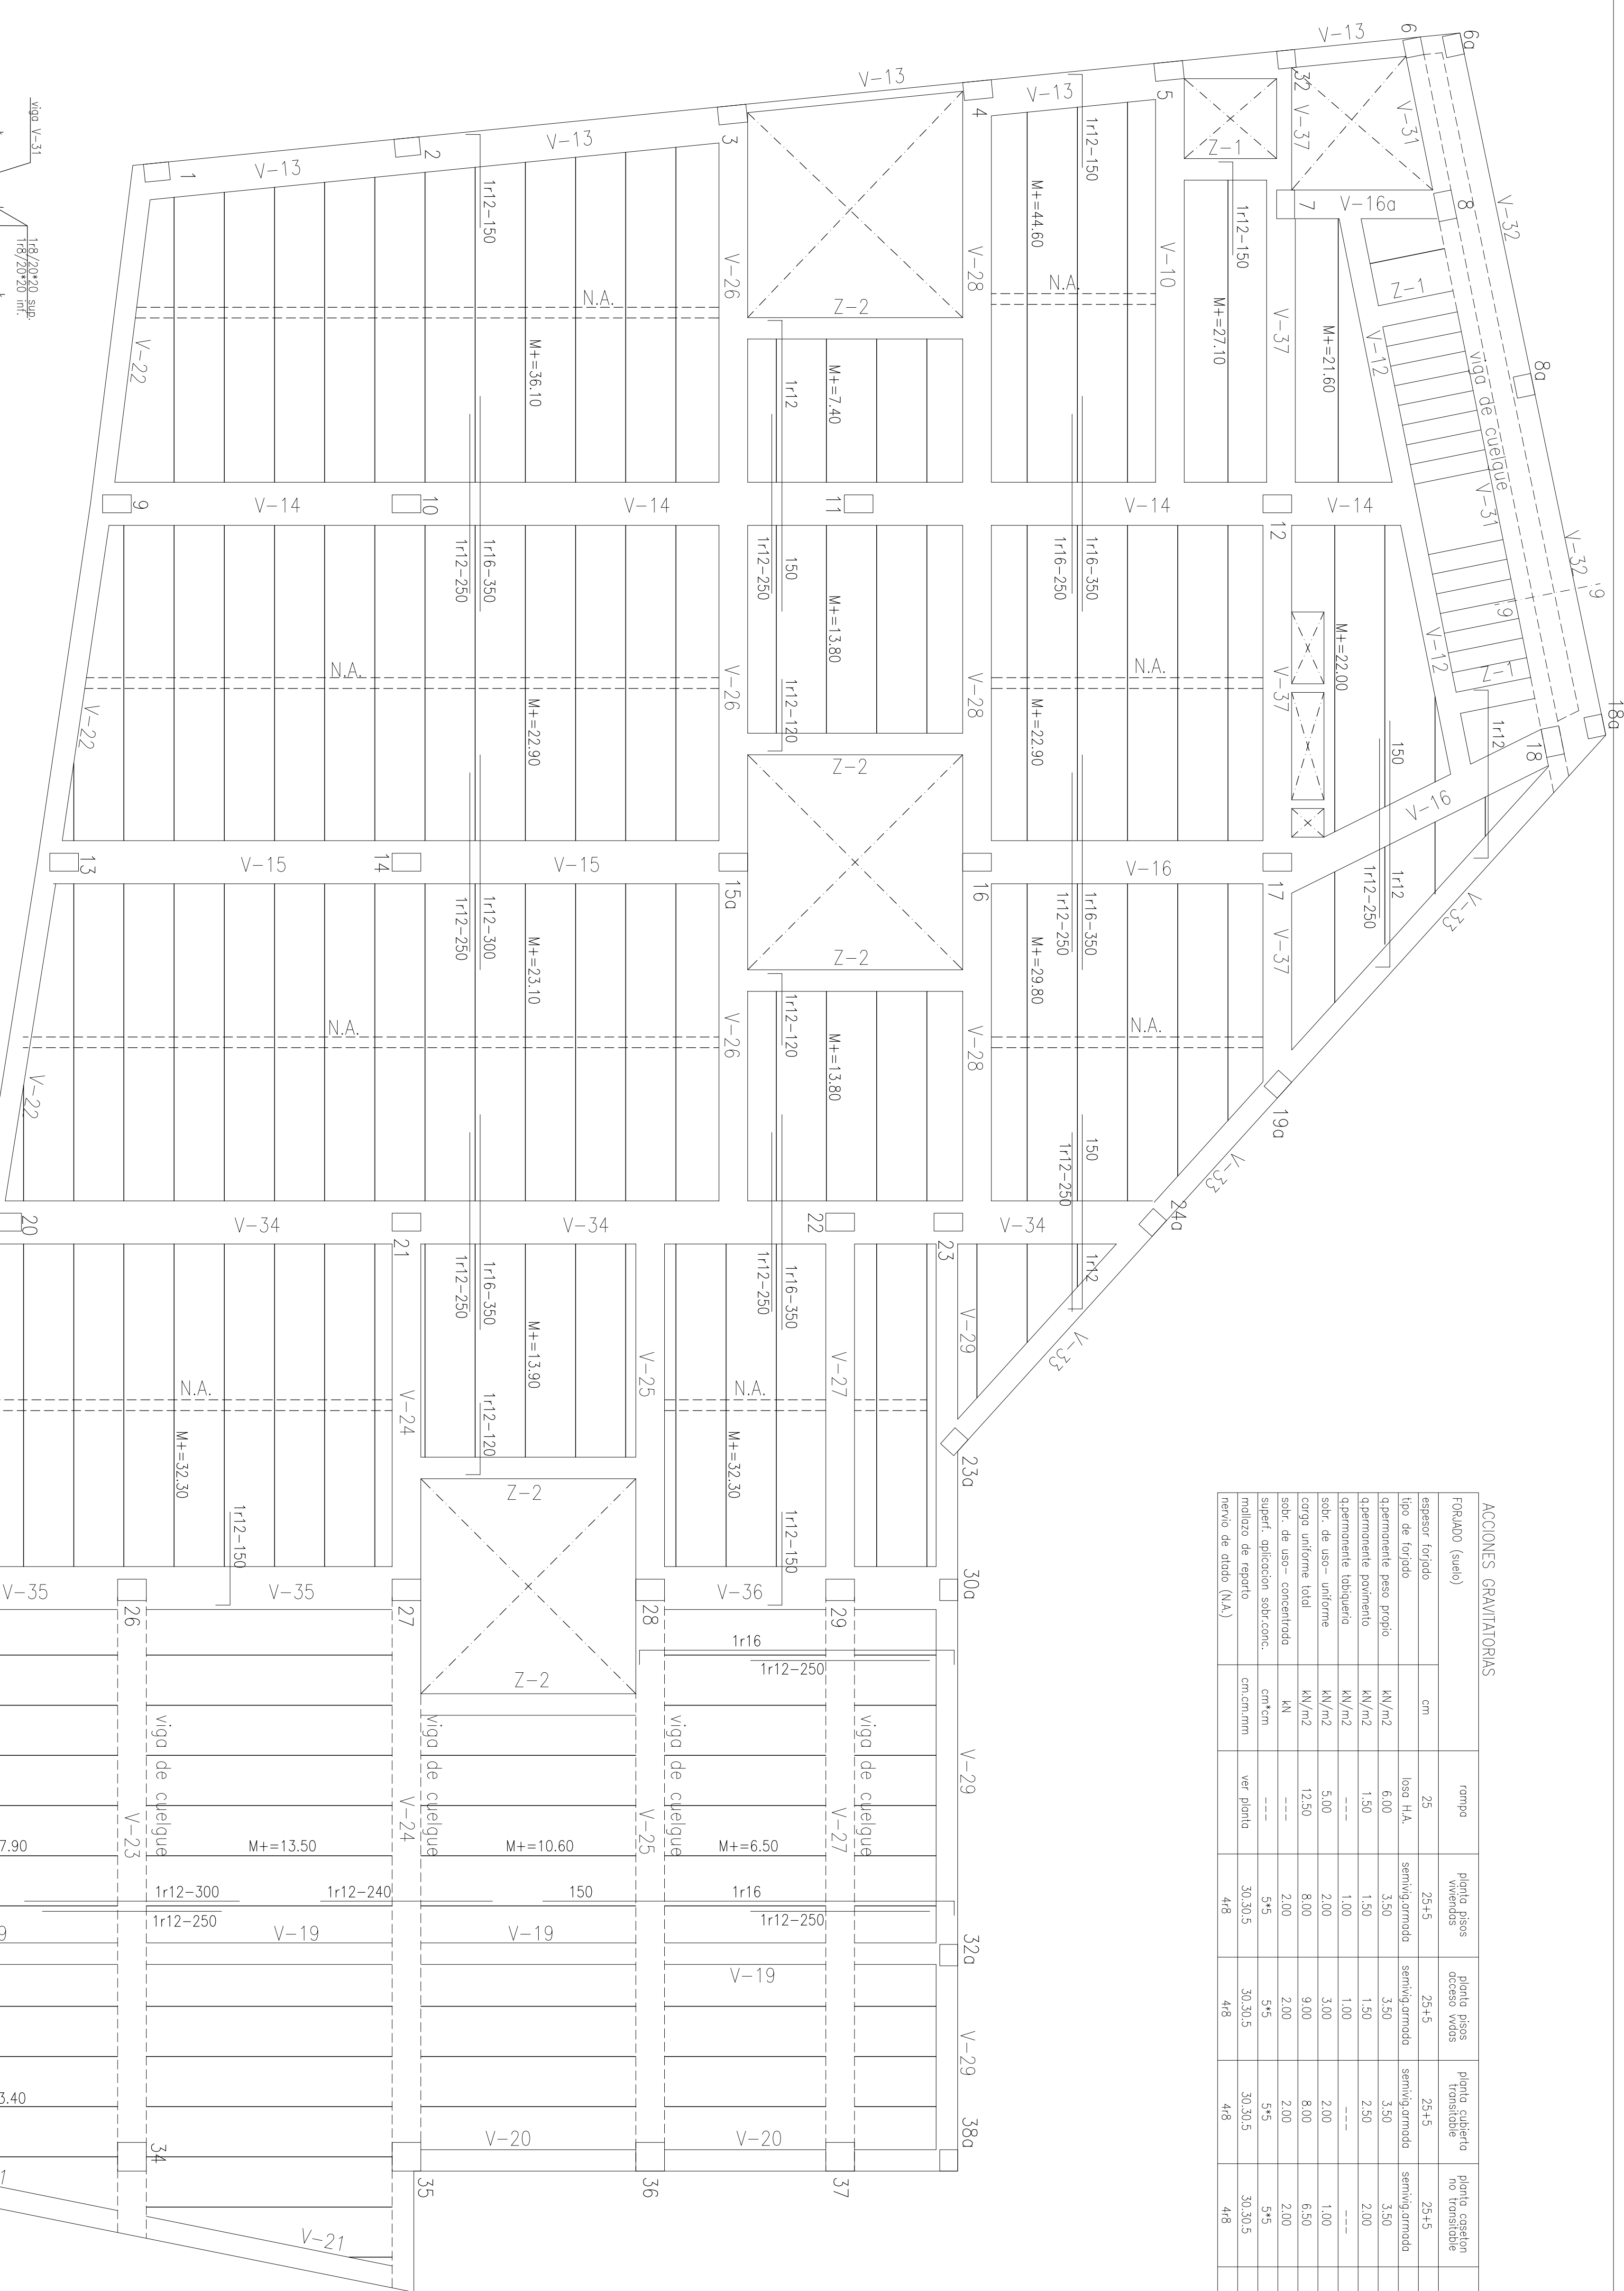 ACCIONES GRAVITATORIAS
FORJADO (suelo) rampa planta pisos viviendas planta pisos acceso vvdas planta cubierta transitable planta caseton no transitable
espesor forjado cm 25 25+5 25+5 25+5 25+5
tipo de forjado losa H.A. semivig.armada semivig.armada semivig.armada semivig.armada
q.permanente peso propio kN/m2 6.00 3.50 3.50 3.50 3.50
q.permanente pavimento kN/m2 1.50 1.50 1.50 2.50 2.00
q.permanente tabiqueria kN/m2 --- 1.00 1.00 --- ---
sobr. de uso- uniforme kN/m2 5.00 2.00 3.00 2.00 1.00
carga uniforme total kN/m2 12.50 8.00 9.00 8.00 6.50
sobr. de uso- concentrada kN --- 2.00 2.00 2.00 2.00
superf. aplicacion sobr.conc. cm*cm --- 5*5 5*5 5*5 5*5
mallazo de reparto cm.cm.mm ver planta 30.30.5 30.30.5 30.30.5 30.30.5
nervio de atado (N.A.) 4r8 4r8 4r8 4r8
6a
6
V-13
V-31
32
V-37
V-32
8a
V-32
18a
8
V-16a
7
Z-1
Z-1
V-12
viga de cuelgue
V-31
9'
9
V-12
Z-1
1r12
18
V-16
V-33
5
V-13
4
1r12-150
1r12-150
M+=44.60
N.A.
V-10
M+=27.10
V-37
M+=21.60
V-28
V-14
12
V-14
M+=22.00
150
1r12
1r12-250
1r16-350
1r16-250
N.A.
V-37
M+=22.90
V-28
V-16
17
V-37
16
1r16-350
1r12-250
M+=29.80
N.A.
19a
V-33
24a
V-28
150
1r12-250
V-34
1r12
V-33
23
V-29
23a
V-13
3
Z-2
V-26
1r12
M+=7.40
11
150
1r12-250
M+=13.80
1r12-120
V-26
Z-2
Z-2
15a
1r12-120
M+=13.80
V-26
22
1r16-350
1r12-250
V-27
V-25
N.A.
M+=32.30
1r12-150
30a
V-36
29
28
1
V-13
2
V-13
1r12-150
N.A.
M+=36.10
V-22
9
V-14
10
V-14
1r16-350
1r12-250
N.A.
M+=22.90
V-22
13
V-15
14
V-15
1r12-300
1r12-250
M+=23.10
N.A.
V-22
20
V-34
21
V-34
1r16-350
1r12-250
M+=13.90
N.A.
M+=32.30
V-24
1r12-120
1r12-150
Z-2
Z-2
V-35
26
V-35
27
1r16
1r12-250
viga de cuelgue
viga de cuelgue
viga de cuelgue
viga de cuelgue
V-23
V-24
V-25
V-27
V-29
7.90
M+=13.50
M+=10.60
M+=6.50
1r12-300
1r12-240
150
1r16
1r12-250
1r12-250
9
V-19
V-19
V-19
32a
V-29
3.40
34
V-20
V-20
38a
35
36
37
V-21
viga V-31
1r8/20*20 sup.
1r8/20*20 inf.